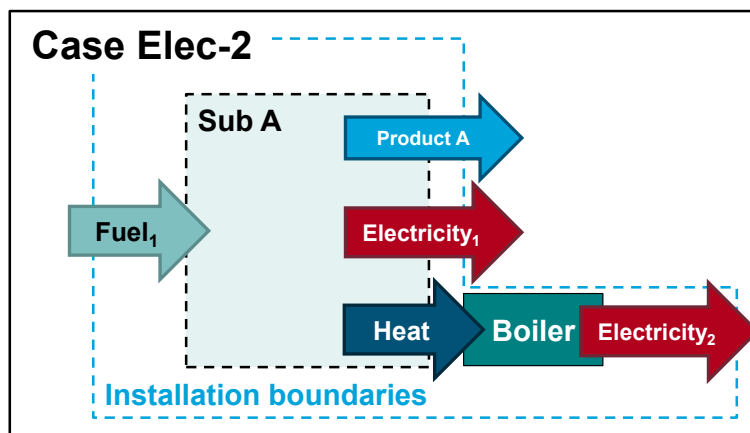 Case Elec-2
Sub A
Product A
Fuel₁
Electricity₁
Heat
Boiler
Electricity₂
Installation boundaries